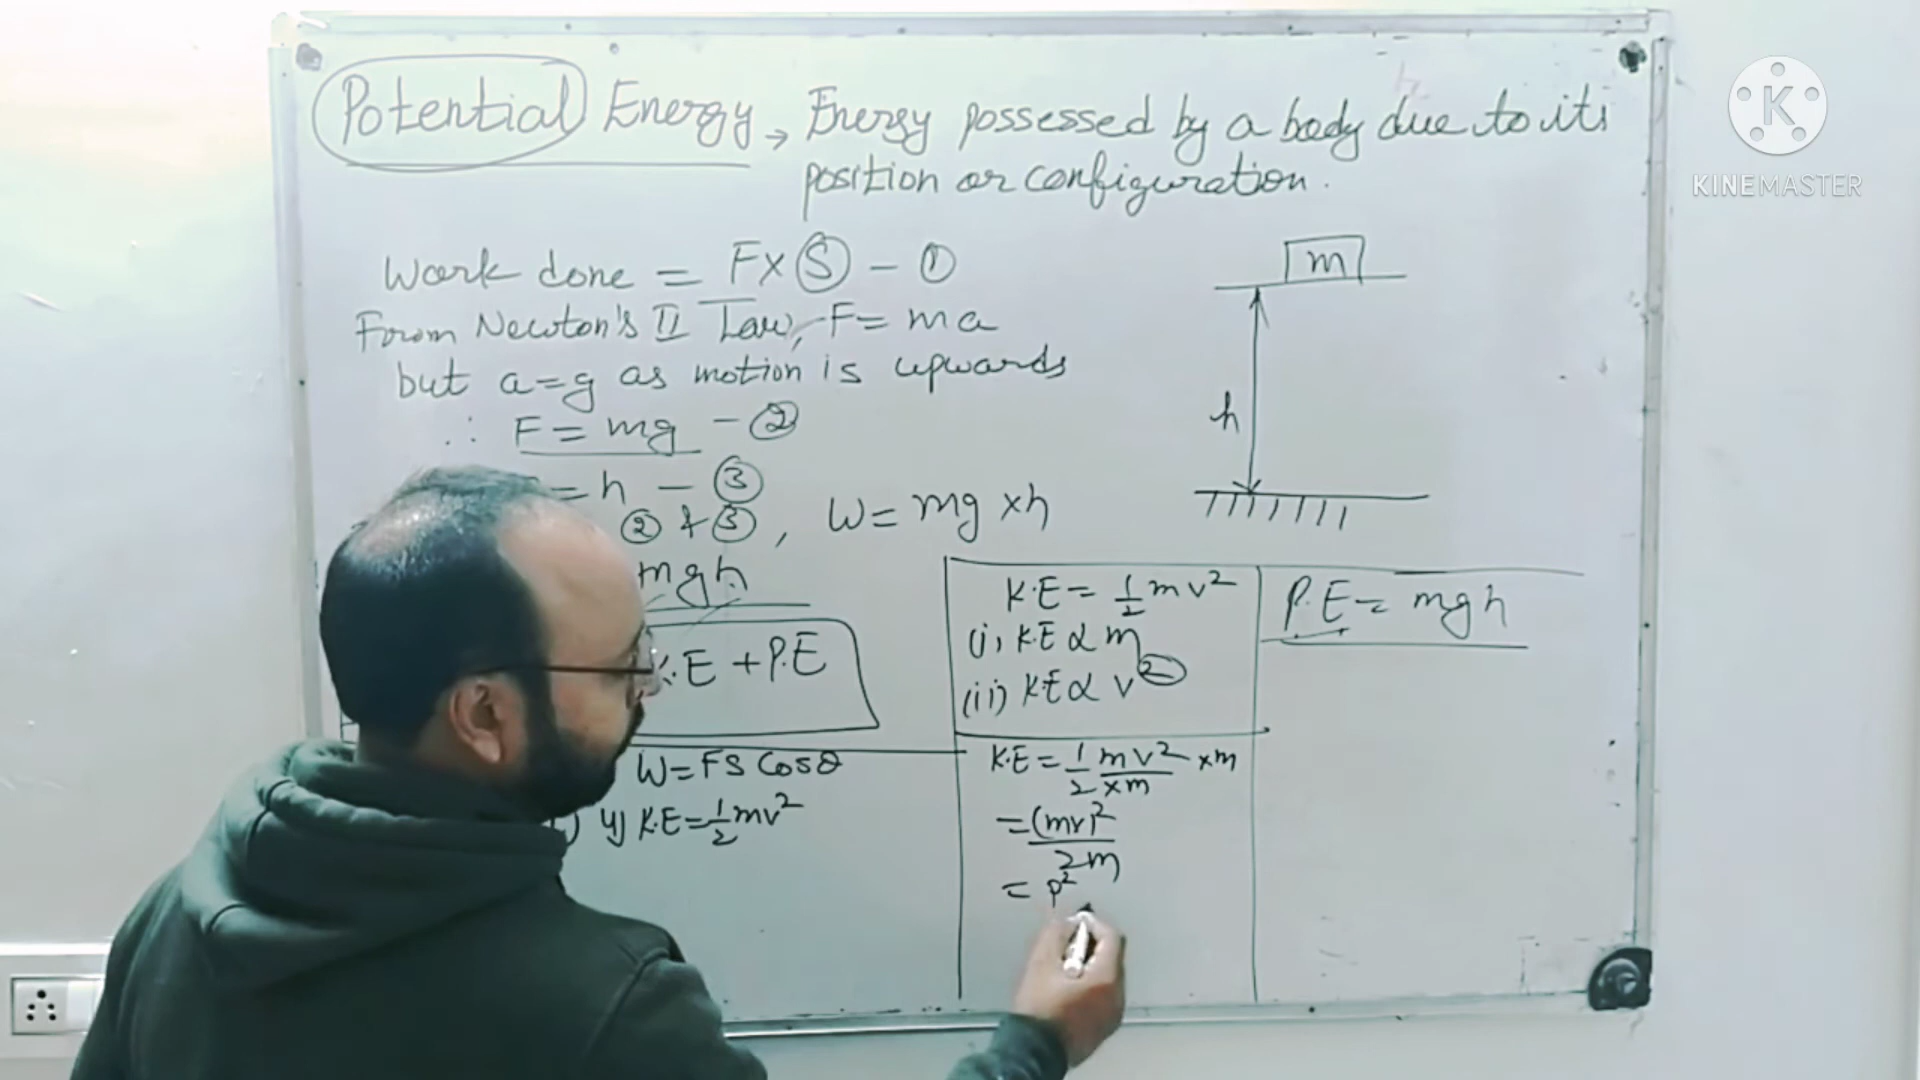 Potential Energy → Energy possessed by a body due to its
position or configuration.
Work done = F×S - ①
From Newton's II Law, F = ma
but a=g as motion is upwards
∴ F = mg - ②
= h - ③
② & ③, W = mg × h
mgh
K.E + P.E
m
h
K.E = 1/2 mv²
(i) K.E ∝ m
(ii) K.E ∝ v²
P.E = mgh
W = FS Cosθ
4) K.E = 1/2 mv²
K.E = 1/2 mv²/×m ×m
= (mv)²/2m
= p²
K
KINEMASTER